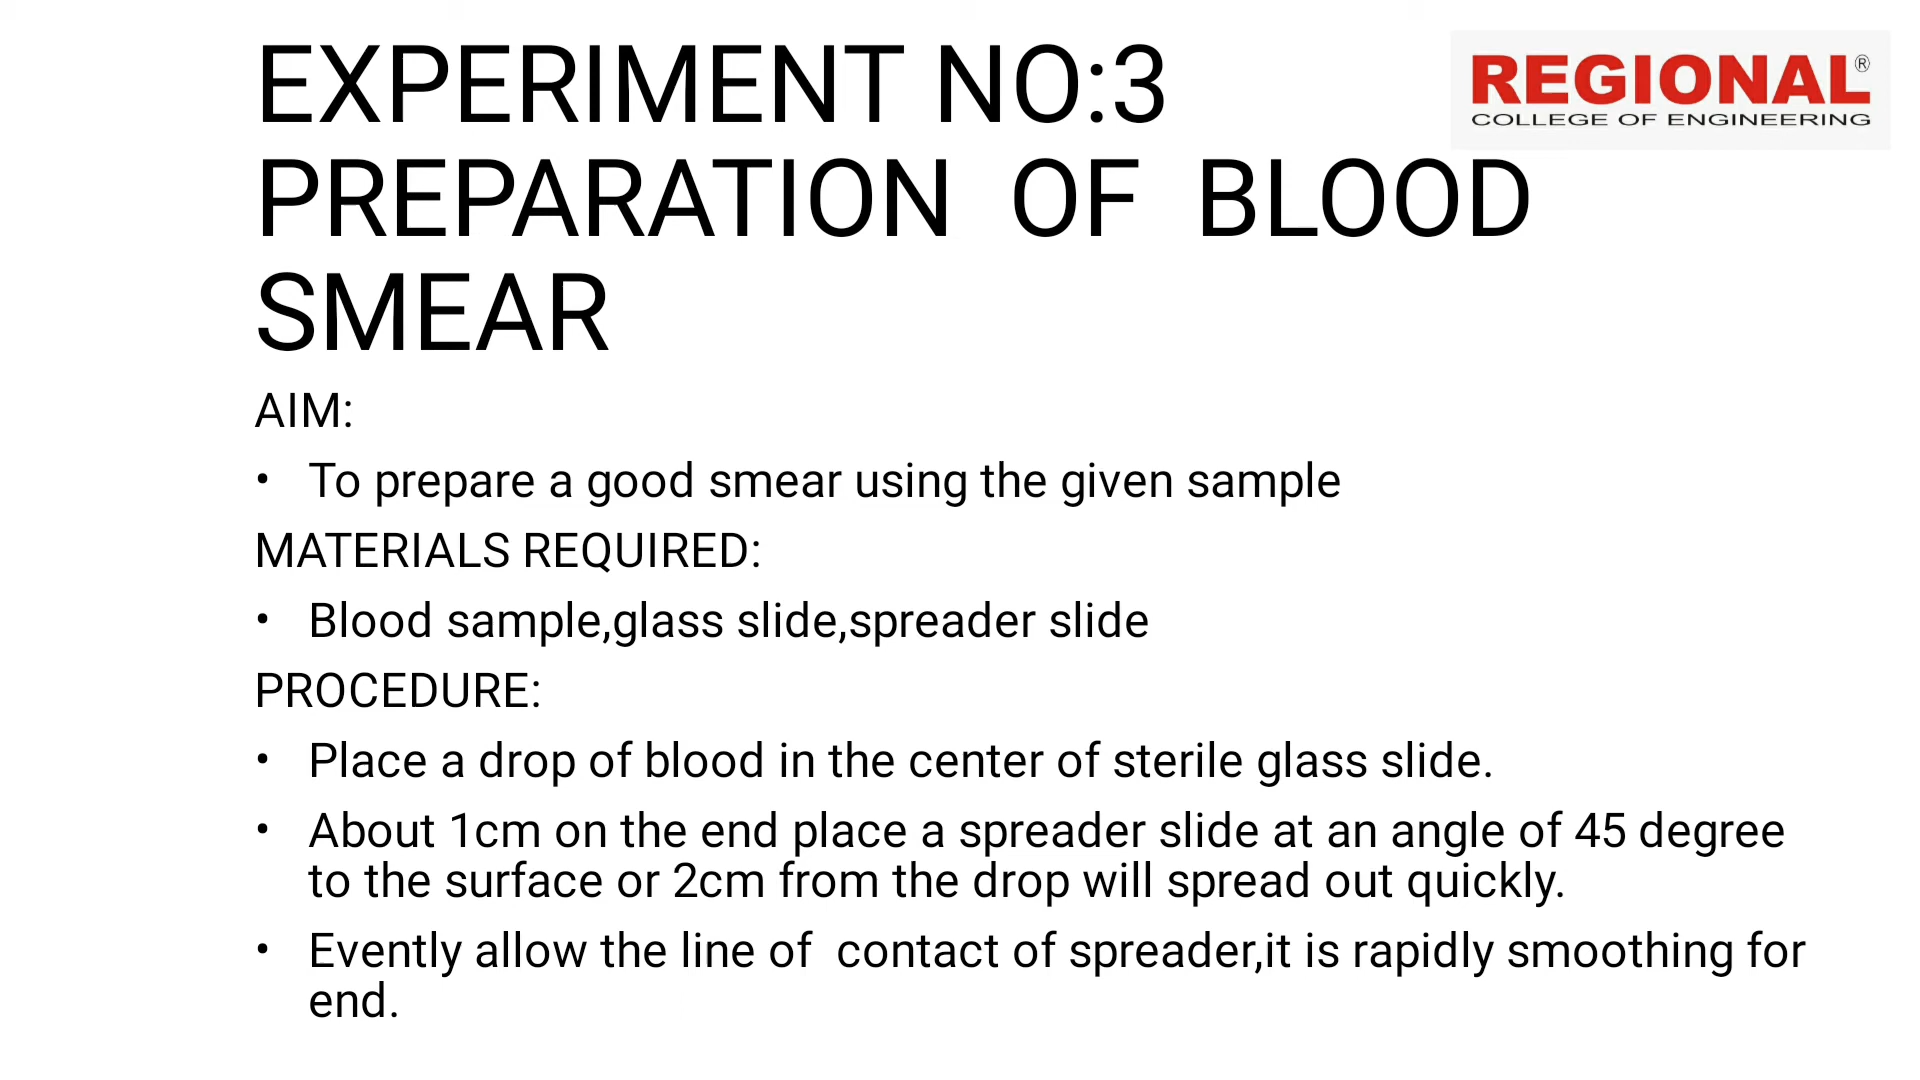 EXPERIMENT NO:3
REGIONAL®
COLLEGE OF ENGINEERING
PREPARATION OF BLOOD
SMEAR
AIM:
• To prepare a good smear using the given sample
MATERIALS REQUIRED:
• Blood sample,glass slide,spreader slide
PROCEDURE:
• Place a drop of blood in the center of sterile glass slide.
• About 1cm on the end place a spreader slide at an angle of 45 degree
to the surface or 2cm from the drop will spread out quickly.
• Evently allow the line of contact of spreader,it is rapidly smoothing for
end.